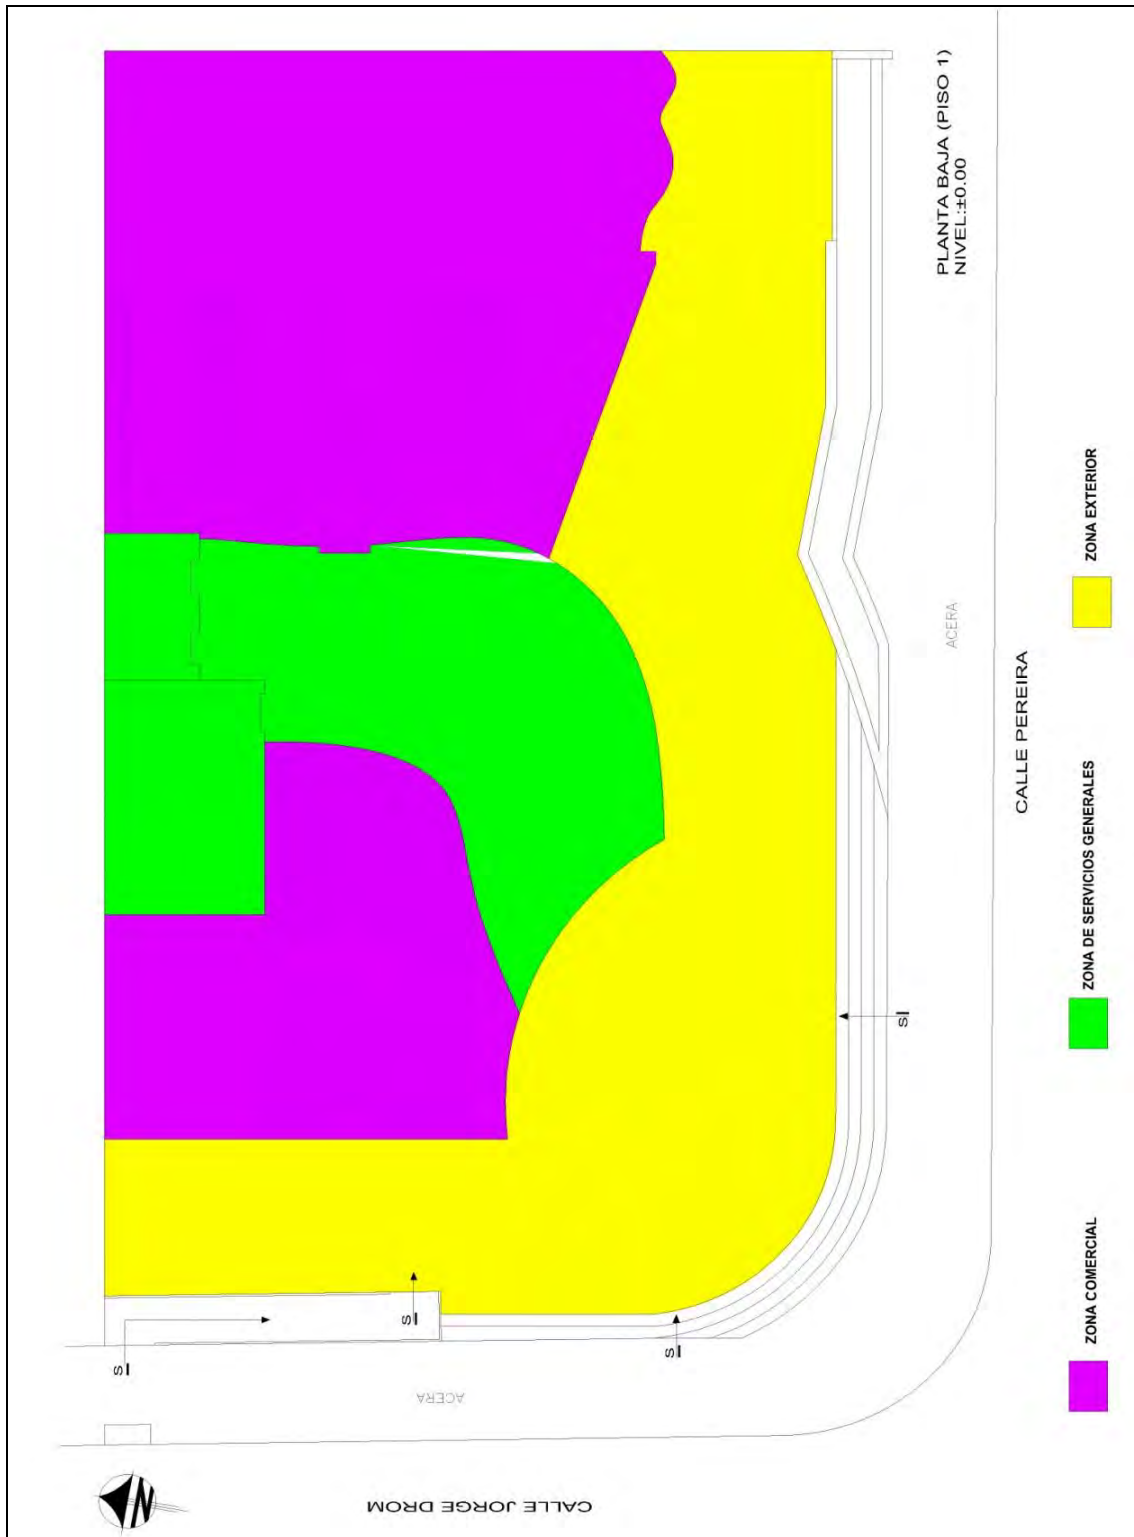 PLANTA BAJA (PISO 1)
NIVEL:±0.00
ACERA
CALLE PEREIRA
ZONA EXTERIOR
ZONA DE SERVICIOS GENERALES
ZONA COMERCIAL
S
S
S
S
ACERA
CALLE JORGE DROM
N